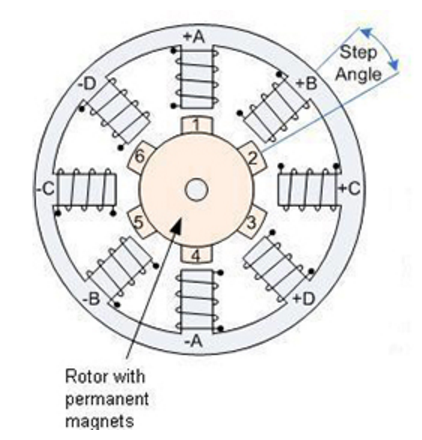 +A
Step
Angle
-D
+B
1
6
2
-C
+C
5
3
4
-B
+D
-A
Rotor with
permanent
magnets